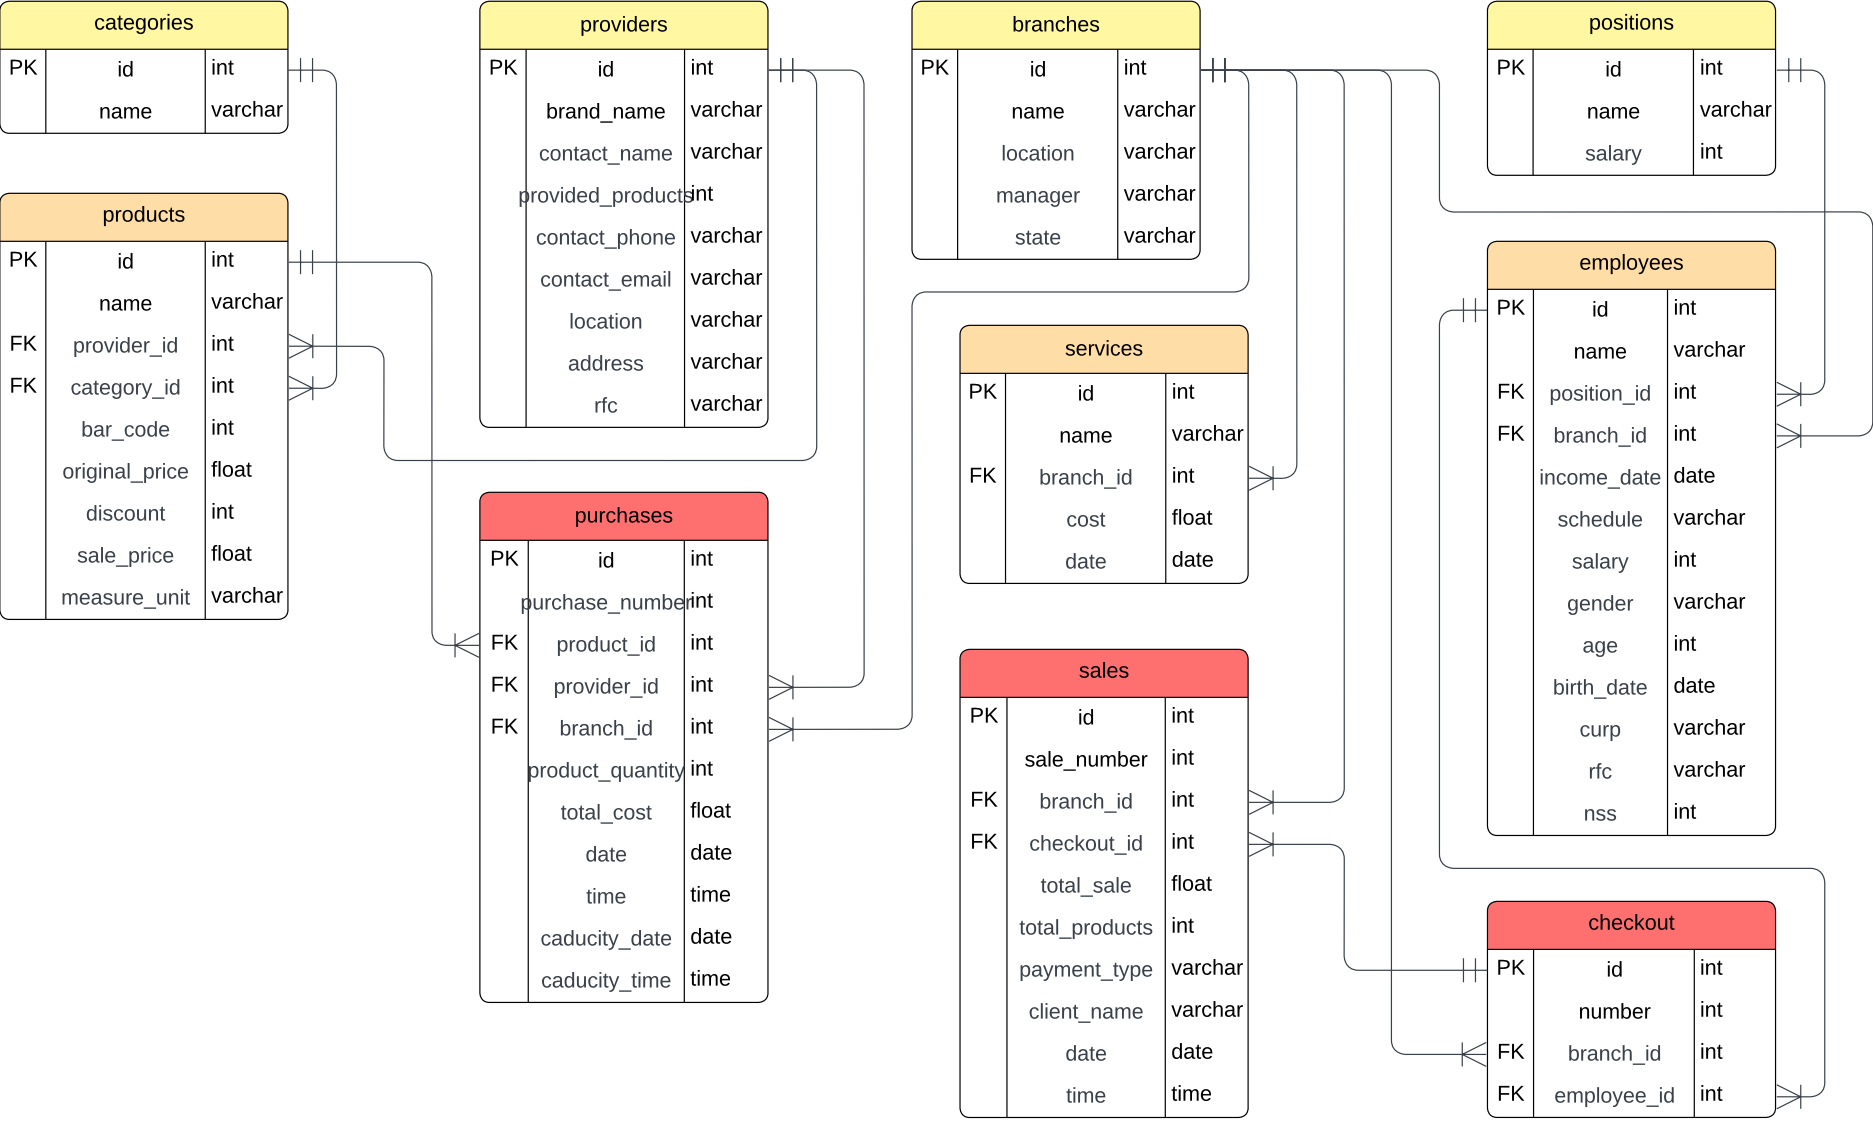 categories
PK id int
name varchar
products
PK id int
name varchar
FK provider_id int
FK category_id int
bar_code int
original_price float
discount int
sale_price float
measure_unit varchar
providers
PK id int
brand_name varchar
contact_name varchar
provided_products int
contact_phone varchar
contact_email varchar
location varchar
address varchar
rfc varchar
purchases
PK id int
purchase_number int
FK product_id int
FK provider_id int
FK branch_id int
product_quantity int
total_cost float
date date
time time
caducity_date date
caducity_time time
branches
PK id int
name varchar
location varchar
manager varchar
state varchar
services
PK id int
name varchar
FK branch_id int
cost float
date date
sales
PK id int
sale_number int
FK branch_id int
FK checkout_id int
total_sale float
total_products int
payment_type varchar
client_name varchar
date date
time time
positions
PK id int
name varchar
salary int
employees
PK id int
name varchar
FK position_id int
FK branch_id int
income_date date
schedule varchar
salary int
gender varchar
age int
birth_date date
curp varchar
rfc varchar
nss int
checkout
PK id int
number int
FK branch_id int
FK employee_id int